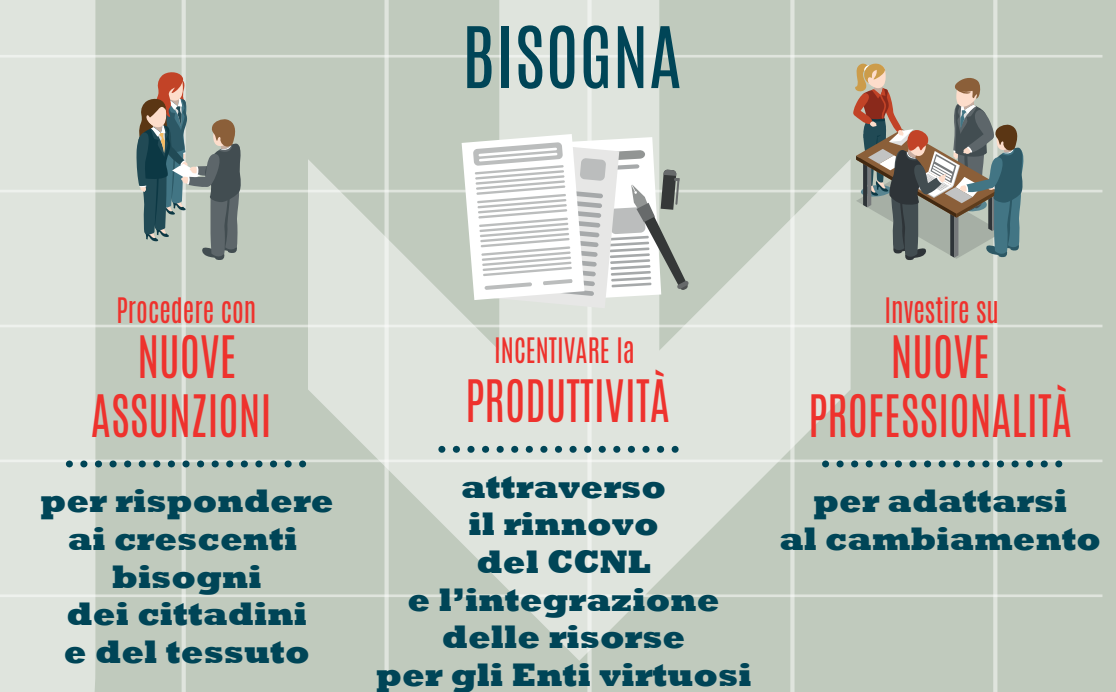 BISOGNA
Procedere con
NUOVE
ASSUNZIONI
per rispondere
ai crescenti
bisogni
dei cittadini
e del tessuto
INCENTIVARE la
PRODUTTIVITÀ
attraverso
il rinnovo
del CCNL
e l'integrazione
delle risorse
per gli Enti virtuosi
Investire su
NUOVE
PROFESSIONALITÀ
per adattarsi
al cambiamento